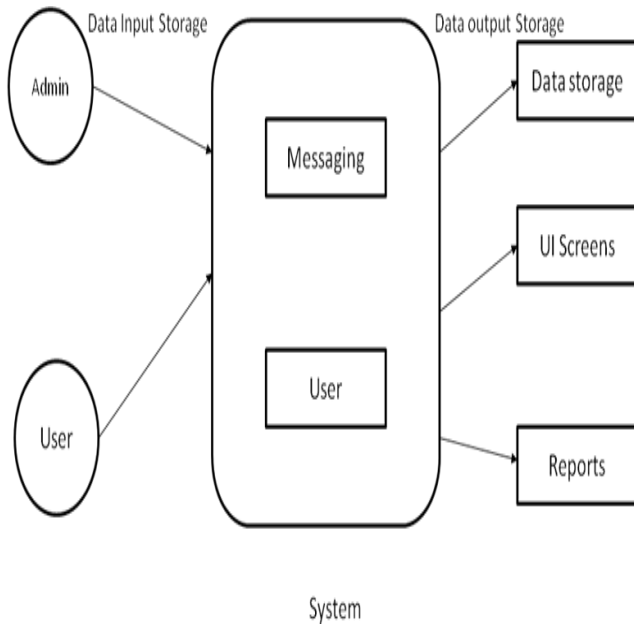 Data Input Storage
Data output Storage
Admin
Data storage
Messaging
UI Screens
User
User
Reports
System